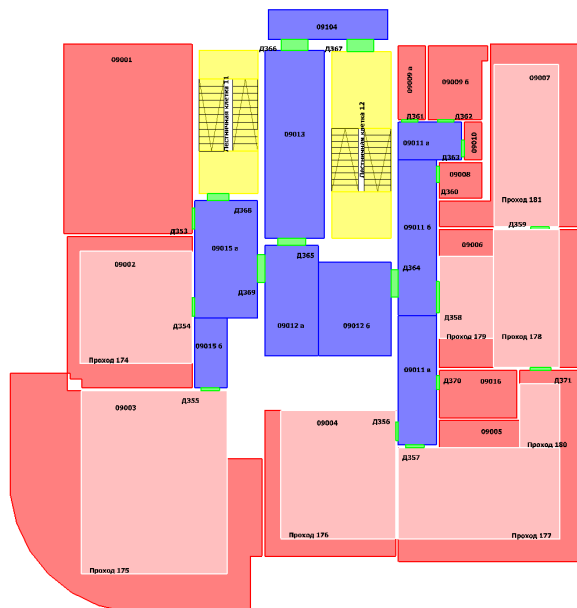 09104
Д366
Д367
09001
Лестничная клетка 11
09013
Лестничная клетка 12
09009 а
09009 б
09007
Д361
Д362
09011 а
09010
Д363
09008
Д360
Проход 181
Д368
Д353
09015 а
09011 б
Д359
09006
Д365
09002
Д364
Д369
Д354
Д358
09012 а
09012 б
Проход 179
Проход 178
09015 б
Проход 174
09011 в
Д370
09016
Д371
Д355
09003
09004
Д356
09005
Проход 180
Д357
Проход 176
Проход 177
Проход 175